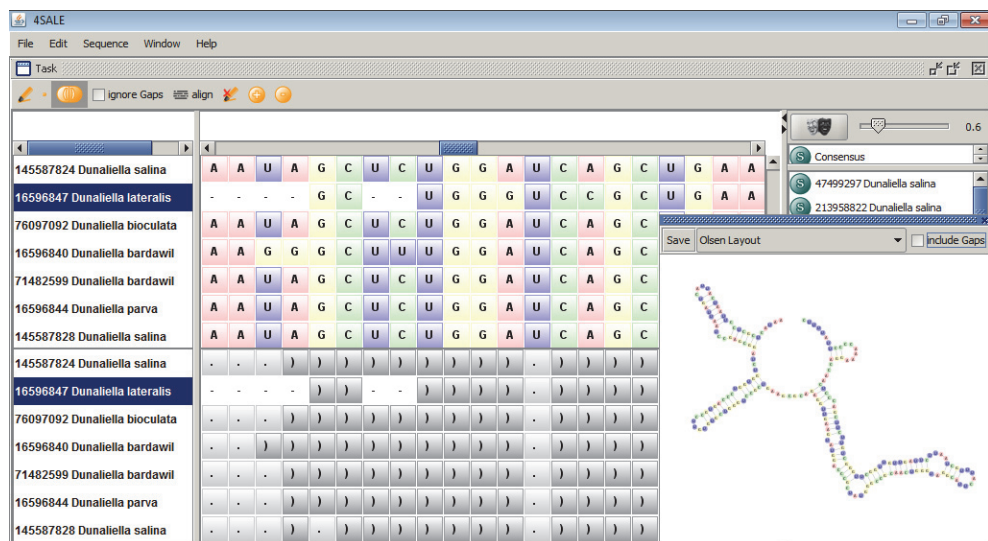 4SALE
File Edit Sequence Window Help
Task
ignore Gaps align
0.6
Consensus
47499297 Dunaliella salina
213958822 Dunaliella salina
145587824 Dunaliella salina A A U A G C U C U G G A U C A G C U G A A
16596847 Dunaliella lateralis - - - - G C - - U G G G U C C G C U G A A
76097092 Dunaliella bioculata A A U A G C U C U G G A U C A G C
16596840 Dunaliella bardawil A A G G G C U U U G G A U C A G C
71482599 Dunaliella bardawil A A U A G C U C U G G A U C A G C
16596844 Dunaliella parva A A U A G C U C U G G A U C A G C
145587828 Dunaliella salina A A U A G C U C U G G A U C A G C
145587824 Dunaliella salina . . . ) ) ) ) ) ) ) ) ) . ) ) ) )
16596847 Dunaliella lateralis - - - - ) ) - - ) ) ) ) . ) ) ) )
76097092 Dunaliella bioculata . . . ) ) ) ) ) ) ) ) ) . ) ) ) )
16596840 Dunaliella bardawil . . ) ) ) ) ) ) ) ) ) ) . ) ) ) )
71482599 Dunaliella bardawil . . . ) ) ) ) ) ) ) ) ) . ) ) ) )
16596844 Dunaliella parva . . . ) ) ) ) ) ) ) ) ) . ) ) ) )
145587828 Dunaliella salina . . . ) . ) ) ) ) ) ) ) . ) ) ) )
Save Olsen Layout include Gaps